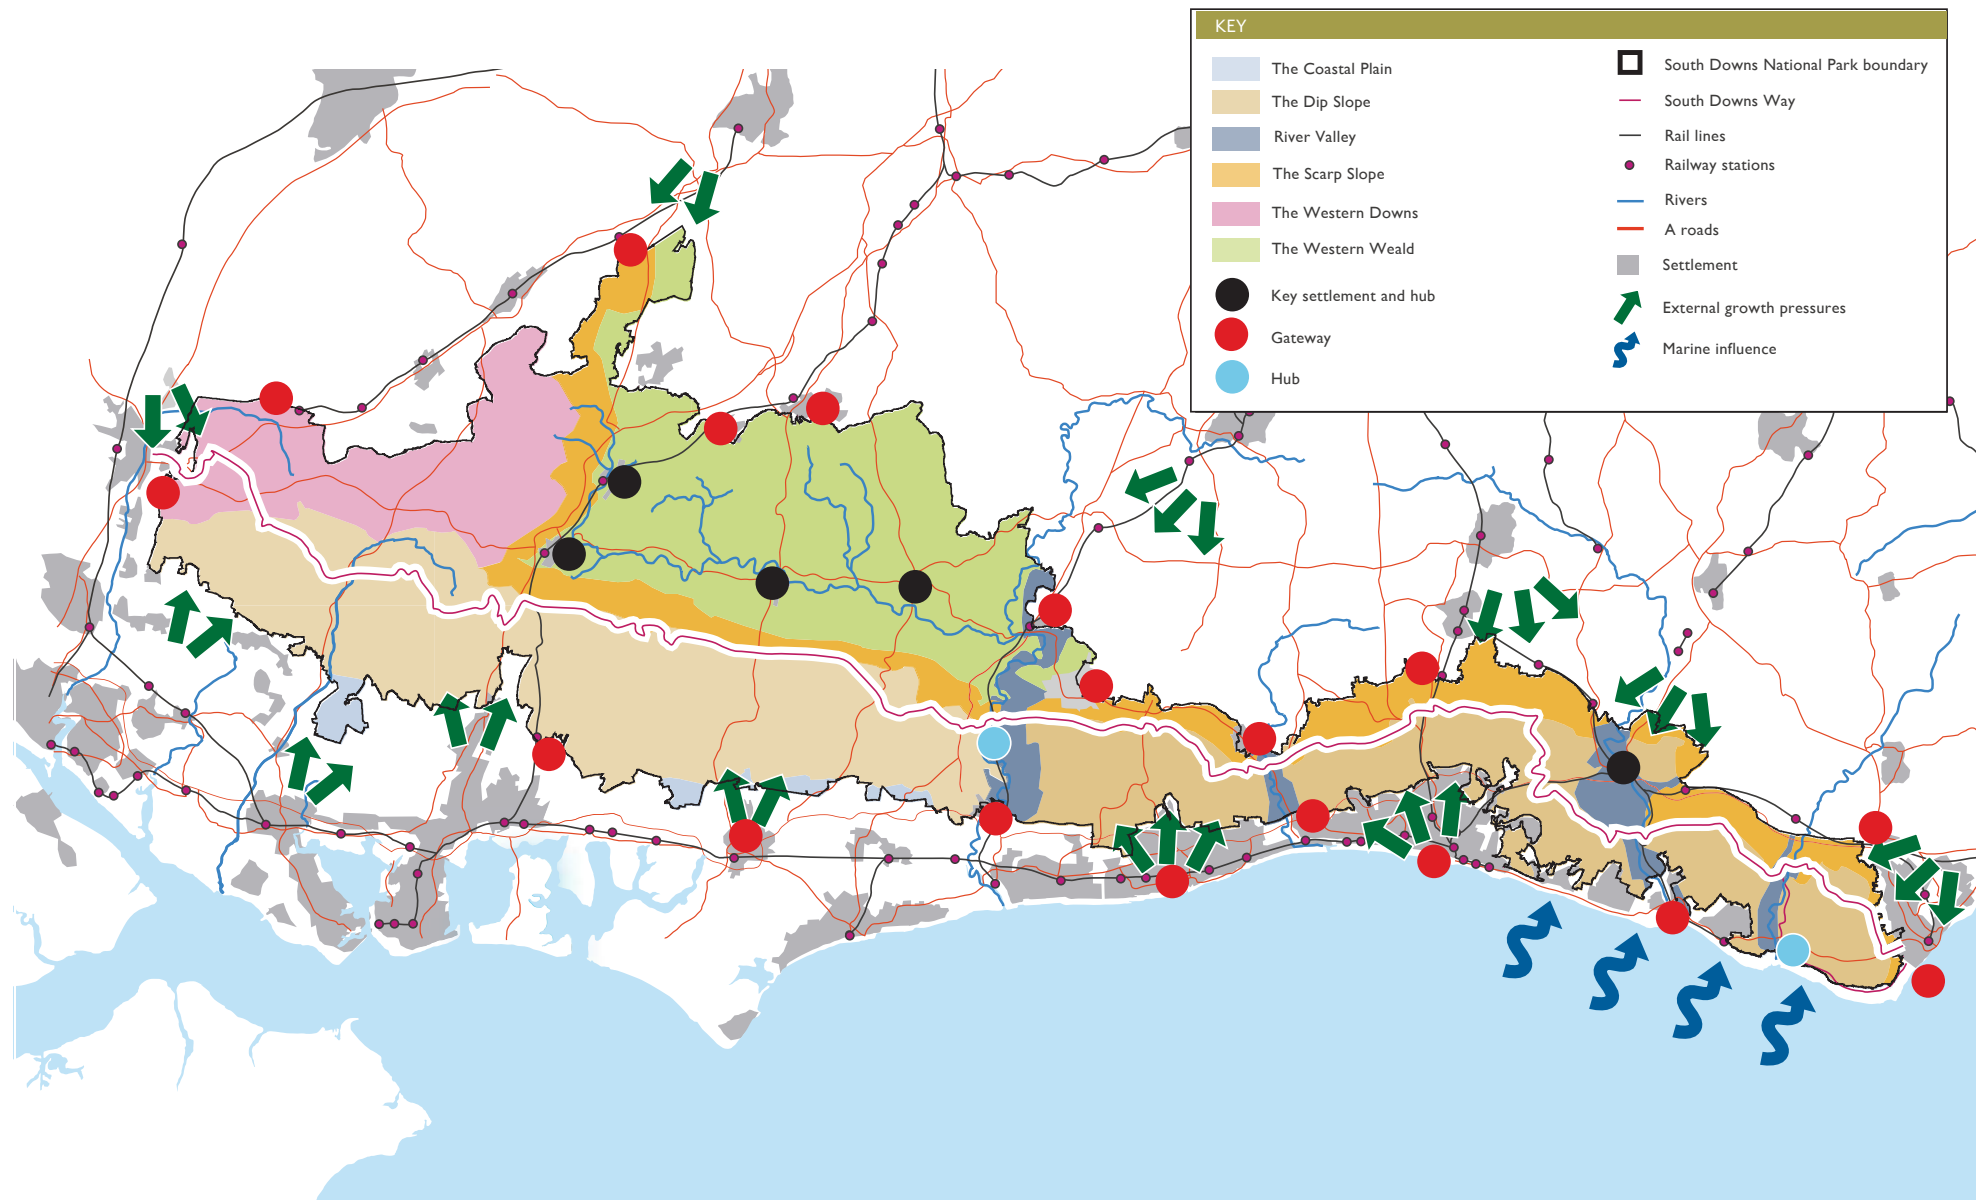 KEY
The Coastal Plain
The Dip Slope
River Valley
The Scarp Slope
The Western Downs
The Western Weald
Key settlement and hub
Gateway
Hub
South Downs National Park boundary
South Downs Way
Rail lines
Railway stations
Rivers
A roads
Settlement
External growth pressures
Marine influence